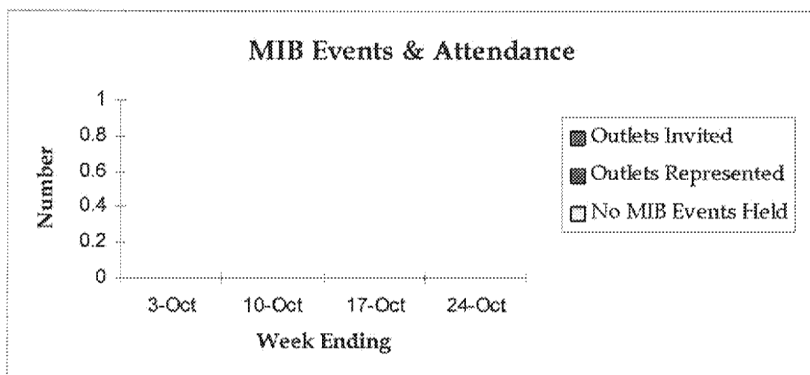 MIB Events & Attendance
1
0.8
0.6
0.4
0.2
0
Number
3-Oct 10-Oct 17-Oct 24-Oct
Week Ending
Outlets Invited
Outlets Represented
No MIB Events Held